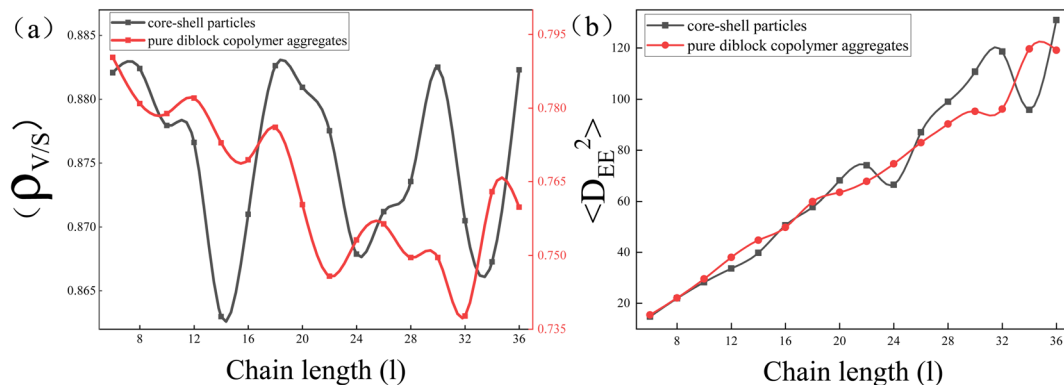 (a)
core-shell particles
pure diblock copolymer aggregates
0.885
0.880
0.875
0.870
0.865
0.795
0.780
0.765
0.750
0.735
8 12 16 20 24 28 32 36
Chain length (l)
(ρV/S)
(b)
core-shell particles
pure diblock copolymer aggregates
120
100
80
60
40
20
8 12 16 20 24 28 32 36
Chain length (l)
<DEE2>